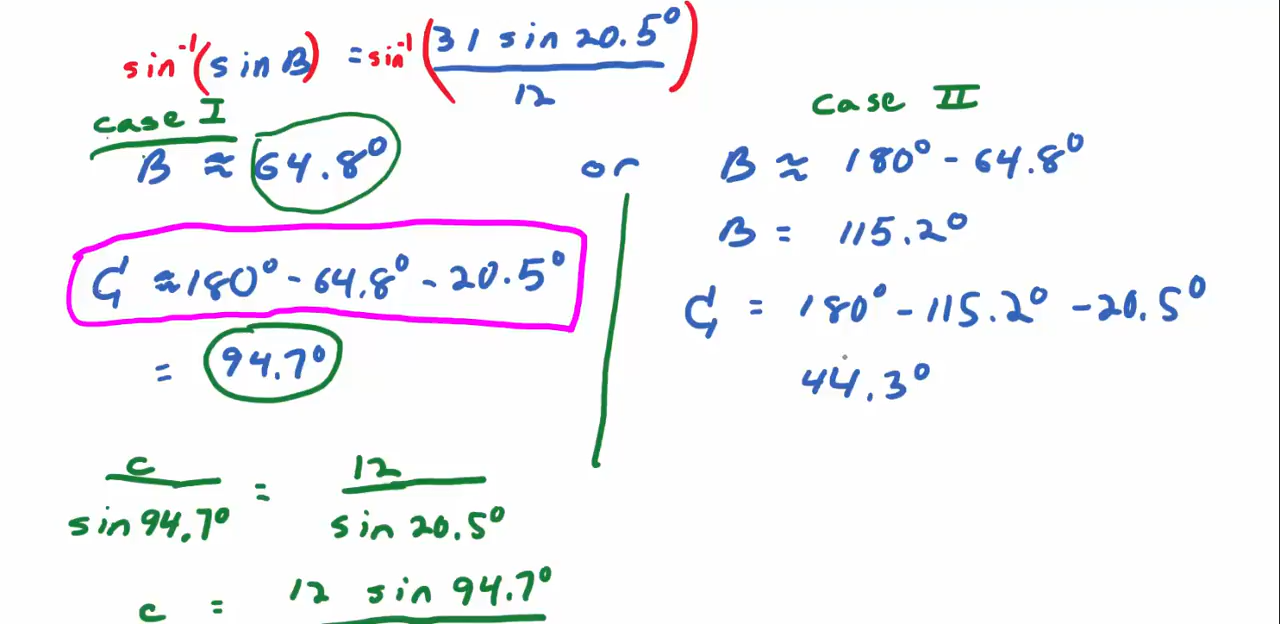 sin⁻¹(sin B) = sin⁻¹(31 sin 20.5° / 12)
case I
B ≈ 64.8°
C ≈ 180° - 64.8° - 20.5°
= 94.7°
c / sin 94.7° = 12 / sin 20.5°
c = 12 sin 94.7°
or
case II
B ≈ 180° - 64.8°
B = 115.2°
C = 180° - 115.2° - 20.5°
44.3°